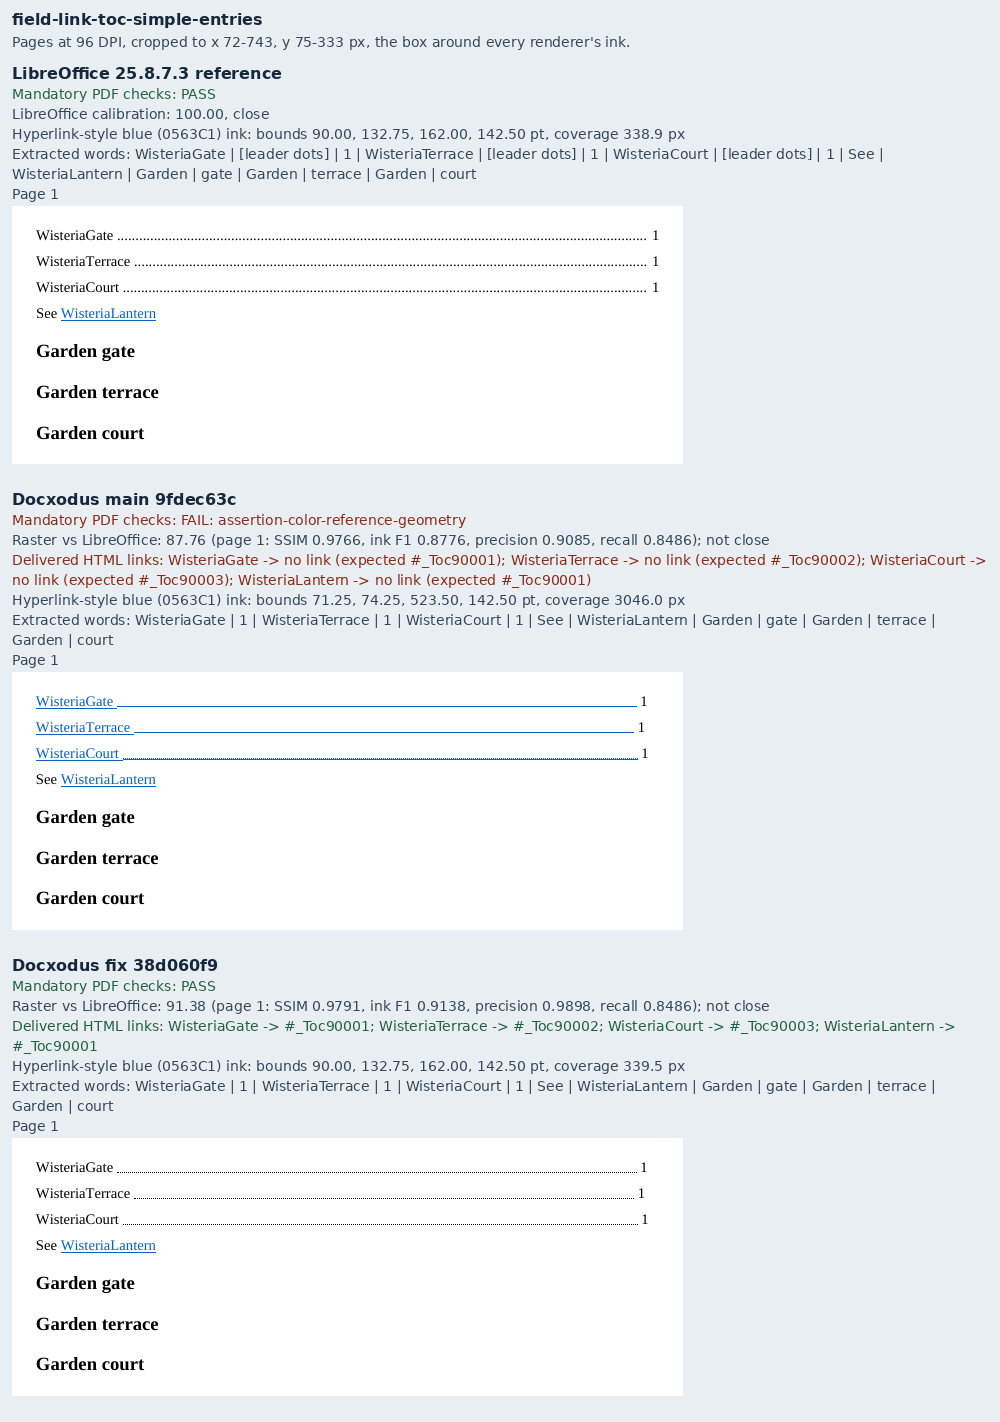 field-link-toc-simple-entries
Pages at 96 DPI, cropped to x 72-743, y 75-333 px, the box around every renderer's ink.
LibreOffice 25.8.7.3 reference
Mandatory PDF checks: PASS
LibreOffice calibration: 100.00, close
Hyperlink-style blue (0563C1) ink: bounds 90.00, 132.75, 162.00, 142.50 pt, coverage 338.9 px
Extracted words: WisteriaGate | [leader dots] | 1 | WisteriaTerrace | [leader dots] | 1 | WisteriaCourt | [leader dots] | 1 | See |
WisteriaLantern | Garden | gate | Garden | terrace | Garden | court
Page 1
WisteriaGate ........................................ 1
WisteriaTerrace ........................................ 1
WisteriaCourt ........................................ 1
See WisteriaLantern
Garden gate
Garden terrace
Garden court
Docxodus main 9fdec63c
Mandatory PDF checks: FAIL: assertion-color-reference-geometry
Raster vs LibreOffice: 87.76 (page 1: SSIM 0.9766, ink F1 0.8776, precision 0.9085, recall 0.8486); not close
Delivered HTML links: WisteriaGate -> no link (expected #_Toc90001); WisteriaTerrace -> no link (expected #_Toc90002); WisteriaCourt ->
no link (expected #_Toc90003); WisteriaLantern -> no link (expected #_Toc90001)
Hyperlink-style blue (0563C1) ink: bounds 71.25, 74.25, 523.50, 142.50 pt, coverage 3046.0 px
Extracted words: WisteriaGate | 1 | WisteriaTerrace | 1 | WisteriaCourt | 1 | See | WisteriaLantern | Garden | gate | Garden | terrace |
Garden | court
Page 1
WisteriaGate 1
WisteriaTerrace 1
WisteriaCourt 1
See WisteriaLantern
Garden gate
Garden terrace
Garden court
Docxodus fix 38d060f9
Mandatory PDF checks: PASS
Raster vs LibreOffice: 91.38 (page 1: SSIM 0.9791, ink F1 0.9138, precision 0.9898, recall 0.8486); not close
Delivered HTML links: WisteriaGate -> #_Toc90001; WisteriaTerrace -> #_Toc90002; WisteriaCourt -> #_Toc90003; WisteriaLantern ->
#_Toc90001
Hyperlink-style blue (0563C1) ink: bounds 90.00, 132.75, 162.00, 142.50 pt, coverage 339.5 px
Extracted words: WisteriaGate | 1 | WisteriaTerrace | 1 | WisteriaCourt | 1 | See | WisteriaLantern | Garden | gate | Garden | terrace |
Garden | court
Page 1
WisteriaGate ........................................ 1
WisteriaTerrace ........................................ 1
WisteriaCourt ........................................ 1
See WisteriaLantern
Garden gate
Garden terrace
Garden court